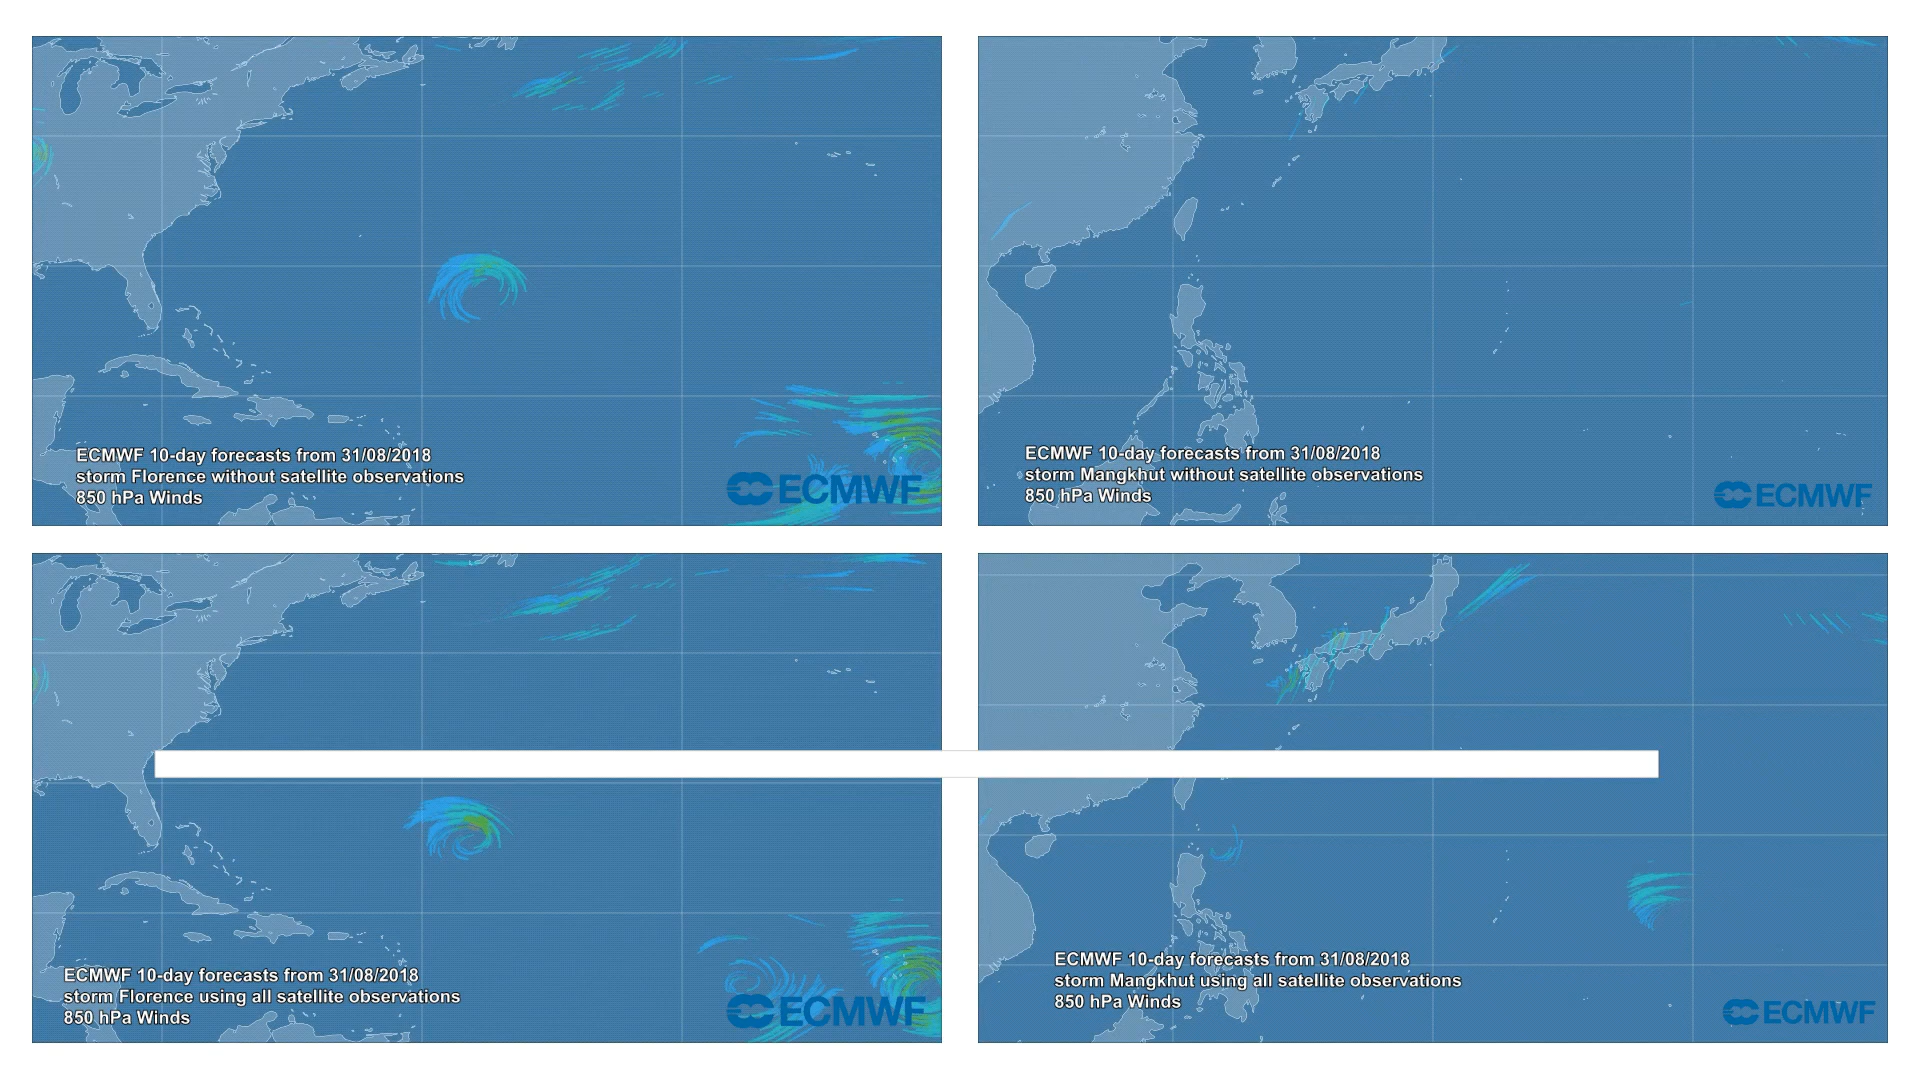 ECMWF 10-day forecasts from 31/08/2018
storm Florence without satellite observations
850 hPa Winds
ECMWF
ECMWF 10-day forecasts from 31/08/2018
storm Mangkhut without satellite observations
850 hPa Winds
ECMWF
ECMWF 10-day forecasts from 31/08/2018
storm Florence using all satellite observations
850 hPa Winds
ECMWF
ECMWF 10-day forecasts from 31/08/2018
storm Mangkhut using all satellite observations
850 hPa Winds
ECMWF